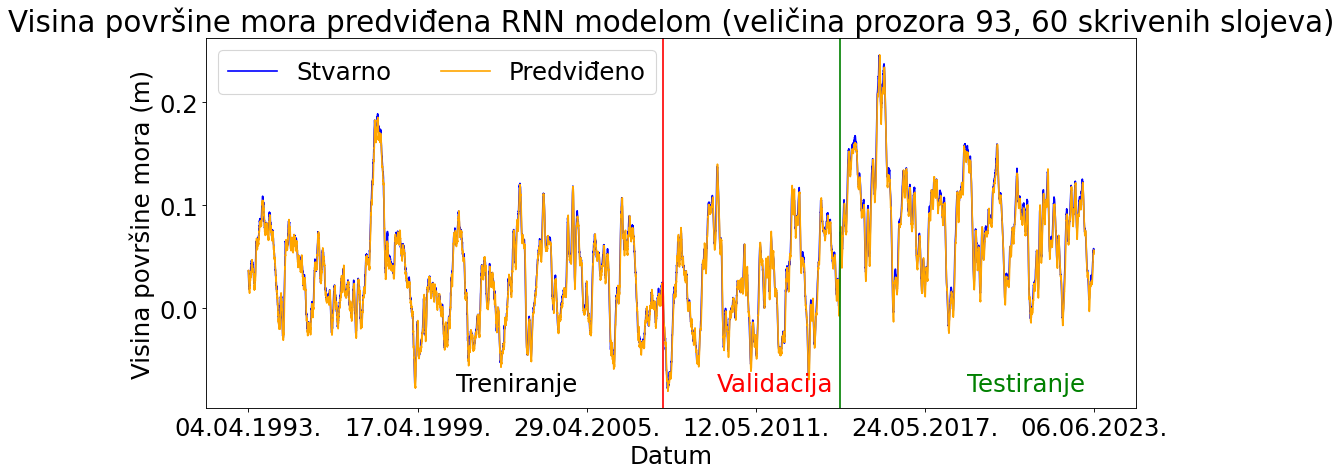 Visina površine mora predviđena RNN modelom (veličina prozora 93, 60 skrivenih slojeva)
Stvarno Predviđeno
Visina površine mora (m)
0.2
0.1
0.0
Treniranje Validacija Testiranje
04.04.1993. 17.04.1999. 29.04.2005. 12.05.2011. 24.05.2017. 06.06.2023.
Datum